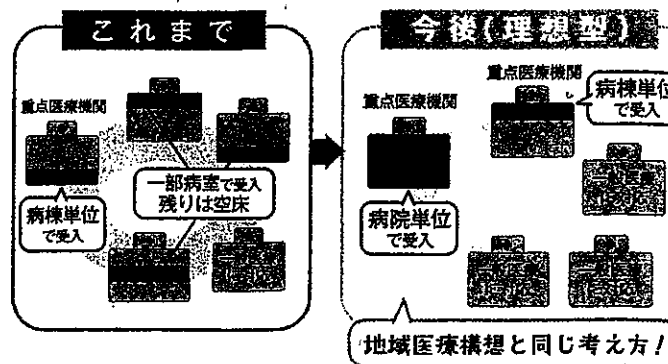 これまで
重点医療機関
病棟単位
で受入
一部病室で受入
残りは空床
今後(理想型)
重点医療機関
重点医療機関
病棟単位
で受入
病院単位
で受入
地域医療構想と同じ考え方!